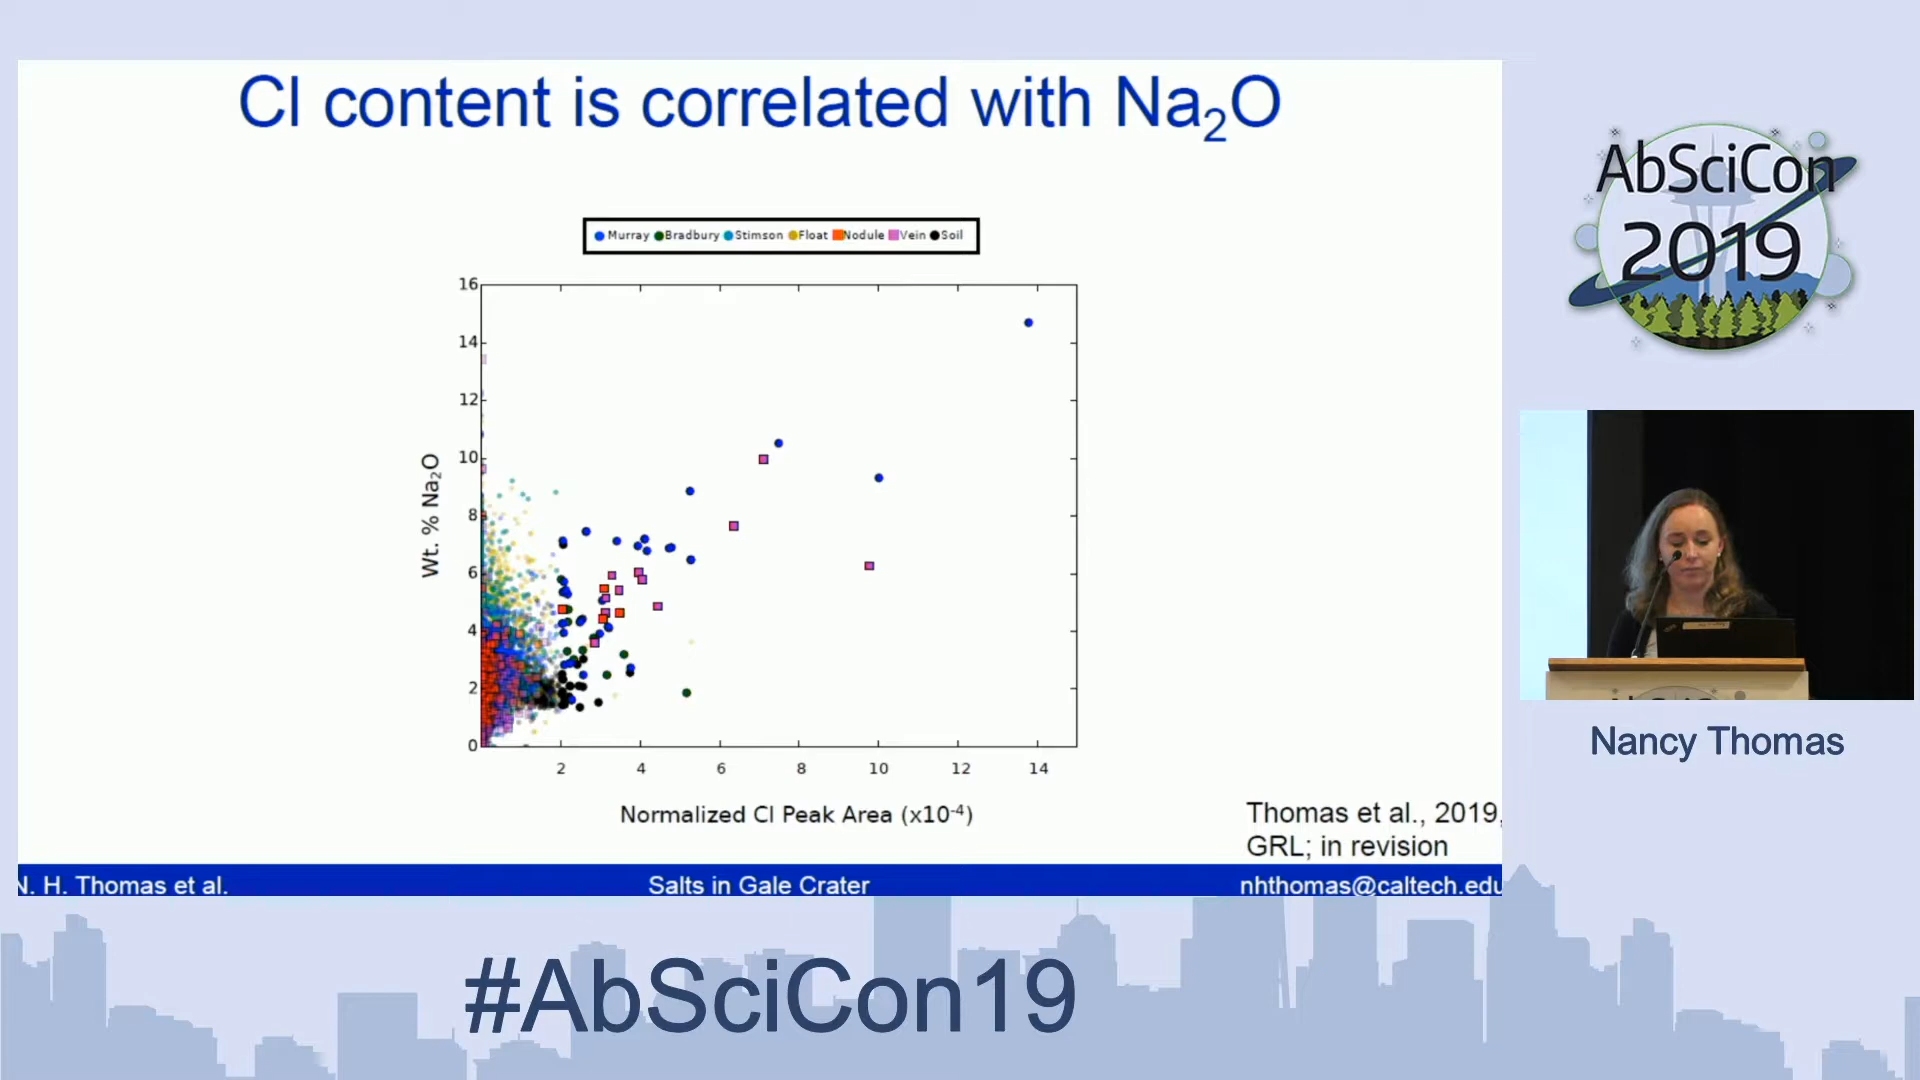 Cl content is correlated with Na₂O
Murray Bradbury Stimson Float Nodule Vein Soil
16
14
12
10
8
6
4
2
0
Wt. % Na₂O
2 4 6 8 10 12 14
Normalized Cl Peak Area (x10⁻⁴)
Thomas et al., 2019,
GRL; in revision
N. H. Thomas et al.
Salts in Gale Crater
nhthomas@caltech.edu
AbSciCon
2019
Nancy Thomas
#AbSciCon19